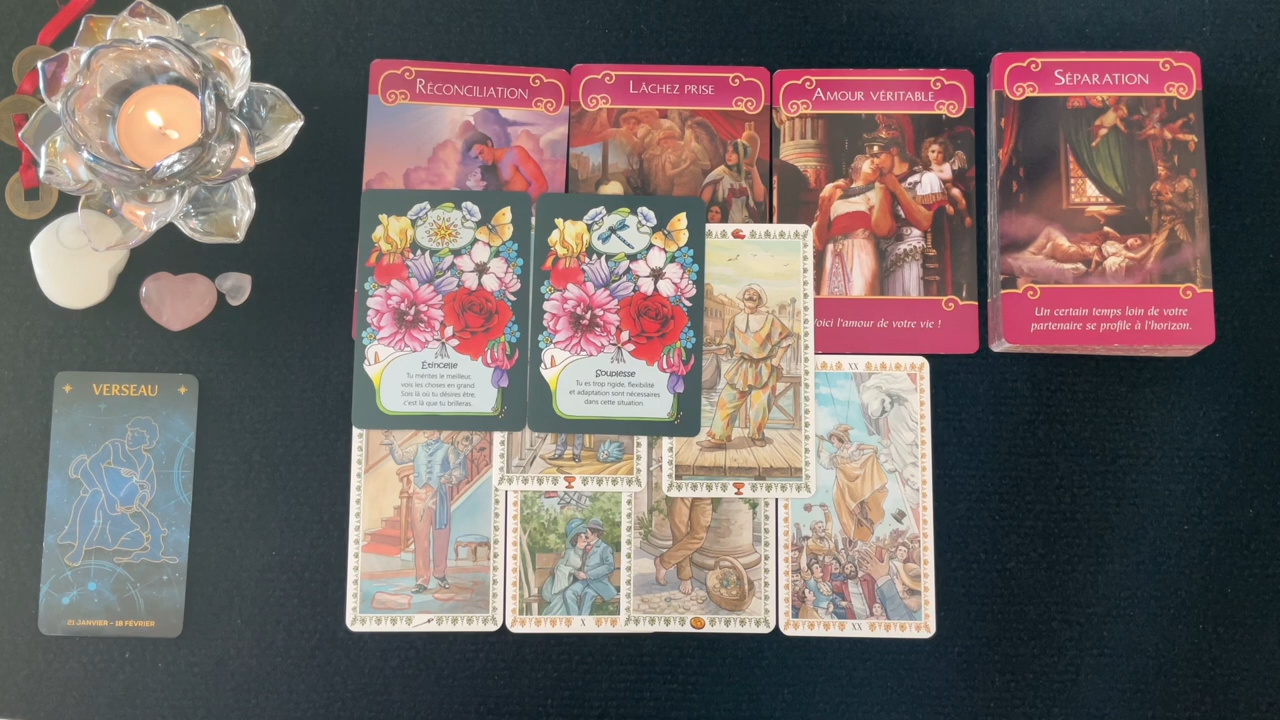 RÉCONCILIATION
LÂCHEZ PRISE
AMOUR VÉRITABLE
SÉPARATION
Voici l'amour de votre vie !
Un certain temps loin de votre
partenaire se profile à l'horizon.
Étincelle
Tu mérites le meilleur,
vois les choses en grand
Sois là où tu désires être,
c'est là que tu brilleras.
Souplesse
Tu es trop rigide, flexibilité
et adaptation sont nécessaires
dans cette situation.
VERSEAU
21 JANVIER – 18 FÉVRIER
XX
X
XX